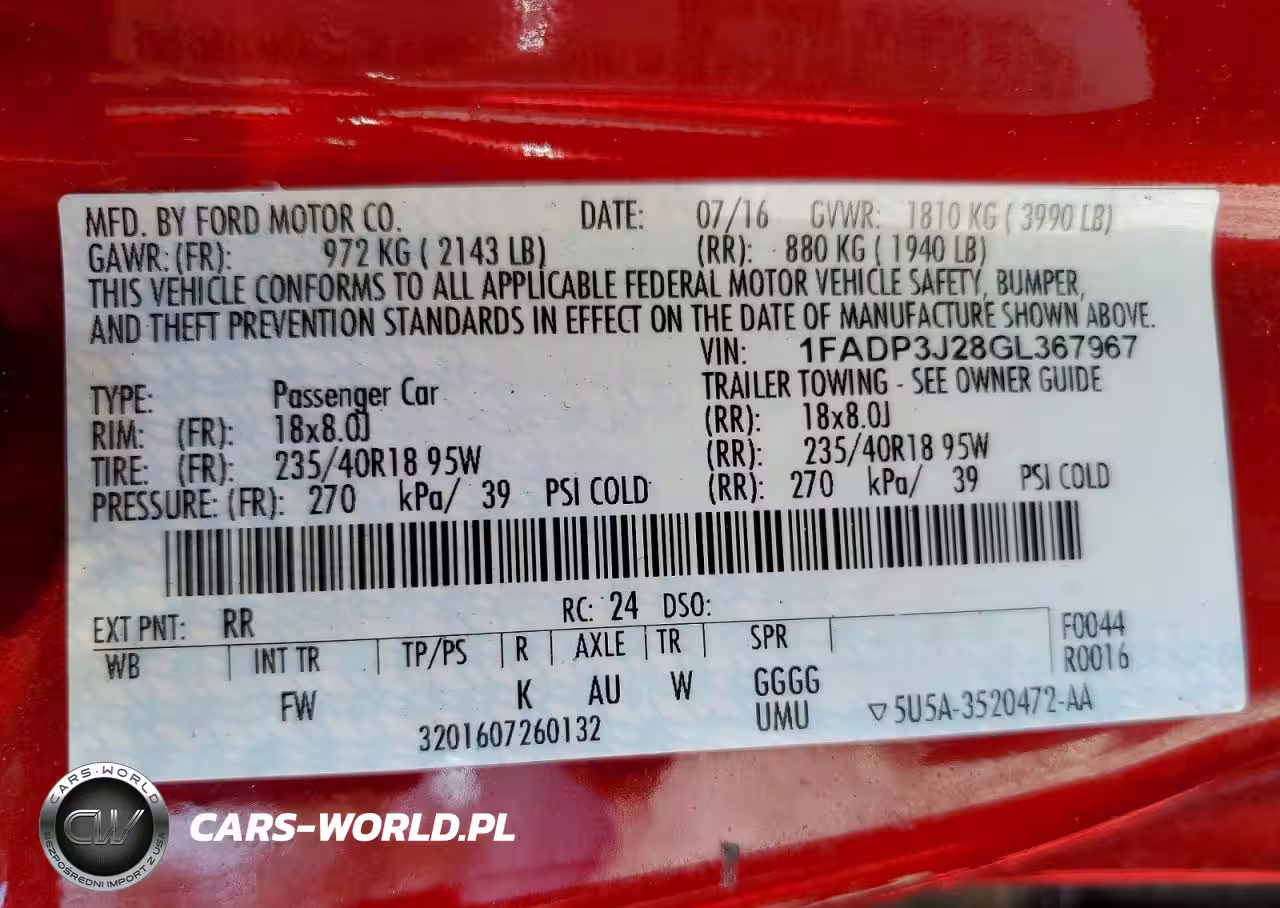 MFD. BY FORD MOTOR CO. DATE: 07/16 GVWR: 1810 KG ( 3990 LB)
GAWR: (FR): 972 KG ( 2143 LB) (RR): 880 KG ( 1940 LB)
THIS VEHICLE CONFORMS TO ALL APPLICABLE FEDERAL MOTOR VEHICLE SAFETY, BUMPER,
AND THEFT PREVENTION STANDARDS IN EFFECT ON THE DATE OF MANUFACTURE SHOWN ABOVE.
VIN: 1FADP3J28GL367967
TYPE: Passenger Car TRAILER TOWING - SEE OWNER GUIDE
RIM: (FR): 18x8.0J (RR): 18x8.0J
TIRE: (FR): 235/40R18 95W (RR): 235/40R18 95W
PRESSURE: (FR): 270 kPa/ 39 PSI COLD (RR): 270 kPa/ 39 PSI COLD
EXT PNT: RR RC: 24 DSO:
WB INT TR TP/PS R AXLE TR SPR F0044
R0016
FW K AU W GGGG
UMU ▽ 5U5A-3520472-AA
3201607260132
CARS-WORLD
CW
BEZPOŚREDNI IMPORT Z USA
CARS-WORLD.PL